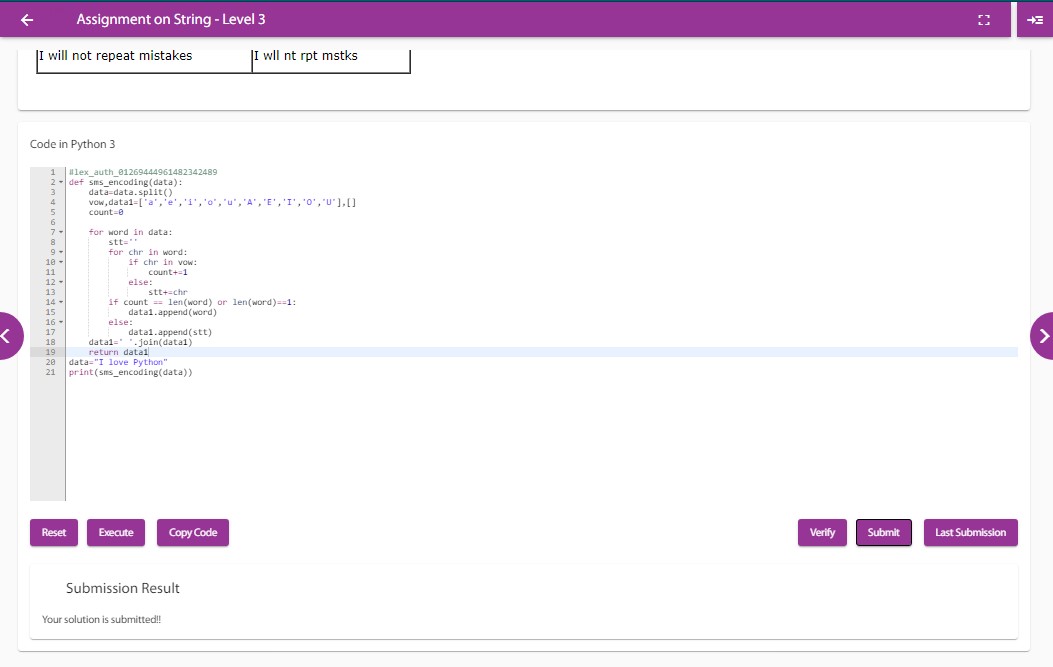 Assignment on String - Level 3
I will not repeat mistakes I wll nt rpt mstks
Code in Python 3
1 #lex_auth_01269444961482342489
2 def sms_encoding(data):
3 data=data.split()
4 vow,data1=['a','e','i','o','u','A','E','I','O','U'],[]
5 count=0
6
7 for word in data:
8 stt=''
9 for chr in word:
10 if chr in vow:
11 count+=1
12 else:
13 stt+=chr
14 if count == len(word) or len(word)==1:
15 data1.append(word)
16 else:
17 data1.append(stt)
18 data1=' '.join(data1)
19 return data1
20 data="I love Python"
21 print(sms_encoding(data))
Reset Execute Copy Code Verify Submit Last Submission
Submission Result
Your solution is submitted!!